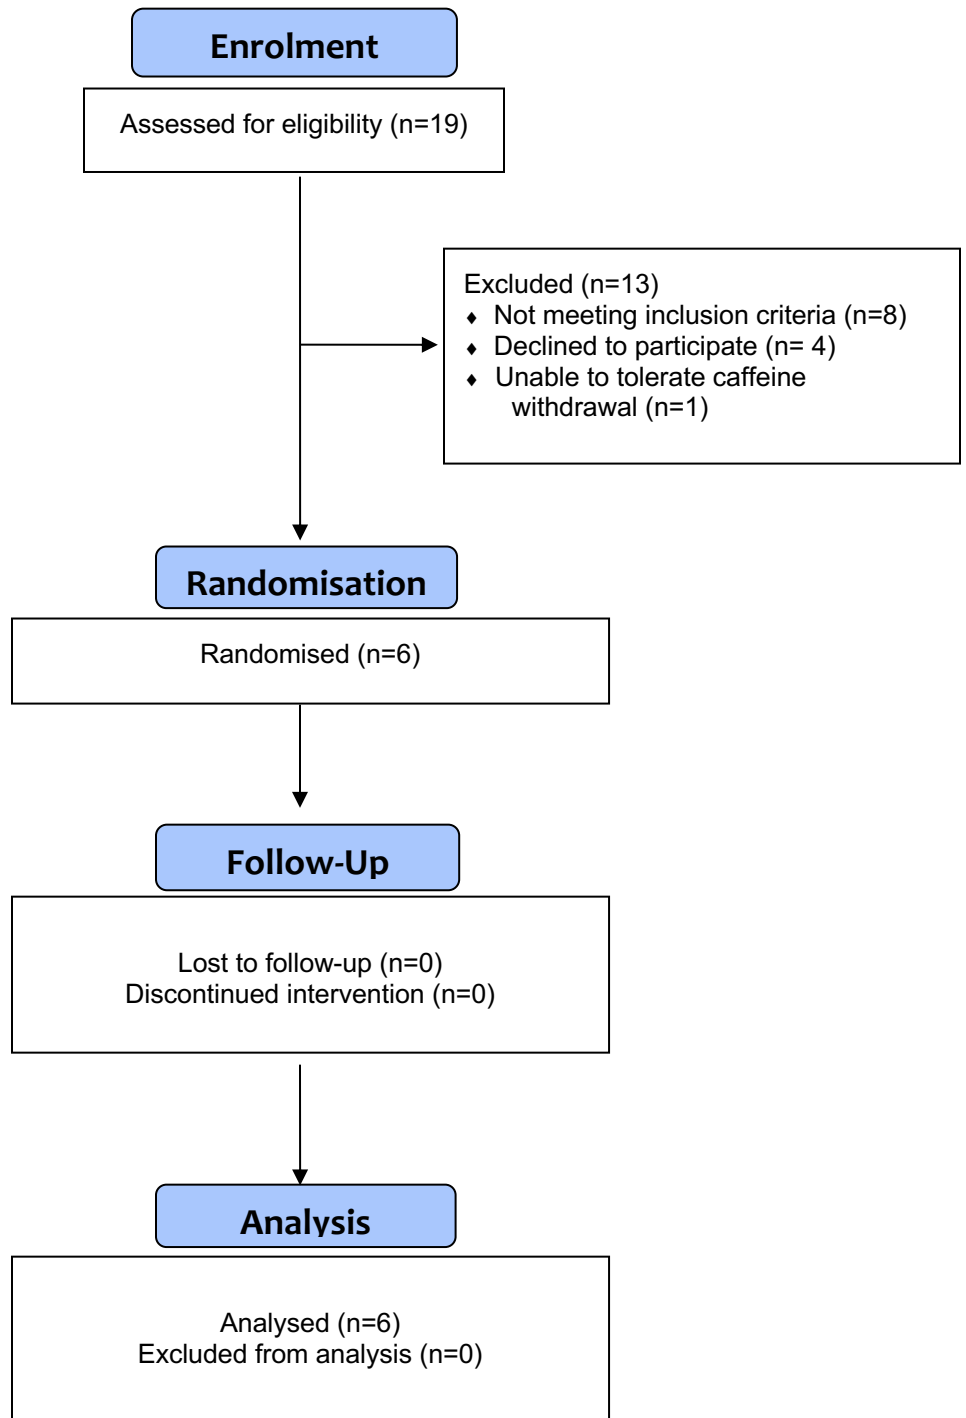 Enrolment
Assessed for eligibility (n=19)
Excluded (n=13)
♦ Not meeting inclusion criteria (n=8)
♦ Declined to participate (n= 4)
♦ Unable to tolerate caffeine
withdrawal (n=1)
Randomisation
Randomised (n=6)
Follow-Up
Lost to follow-up (n=0)
Discontinued intervention (n=0)
Analysis
Analysed (n=6)
Excluded from analysis (n=0)